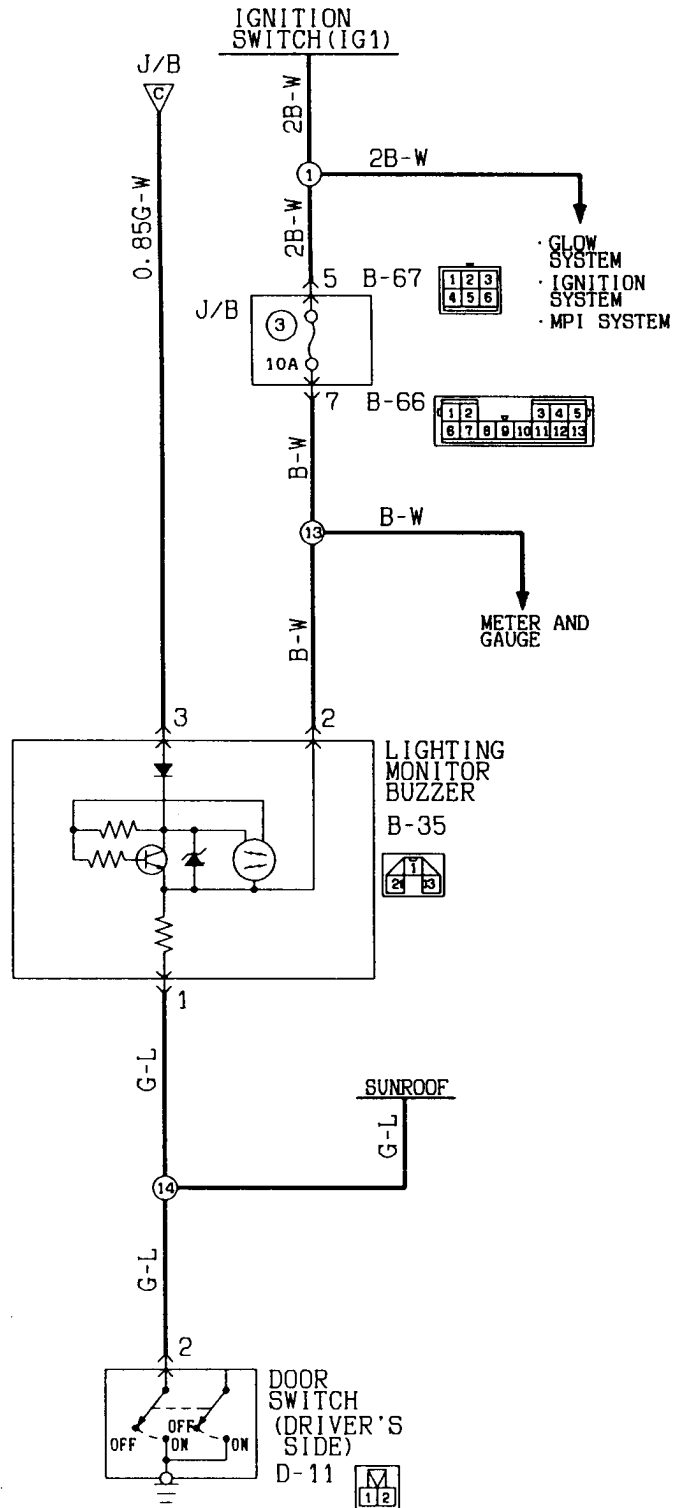 IGNITION
SWITCH(IG1)
J/B
C
2B-W
1
2B-W
0.85G-W
2B-W
· GLOW
SYSTEM
· IGNITION
SYSTEM
· MPI SYSTEM
5 B-67
1 2 3
4 5 6
J/B
3
10A
7 B-66
1 2 3 4 5
6 7 8 9 10 11 12 13
B-W
13
B-W
METER AND
GAUGE
B-W
3
2
LIGHTING
MONITOR
BUZZER
B-35
1
2 3
1
G-L
SUNROOF
G-L
14
G-L
2
DOOR
SWITCH
(DRIVER'S
SIDE)
D-11
OFF
OFF
ON
ON
1 2